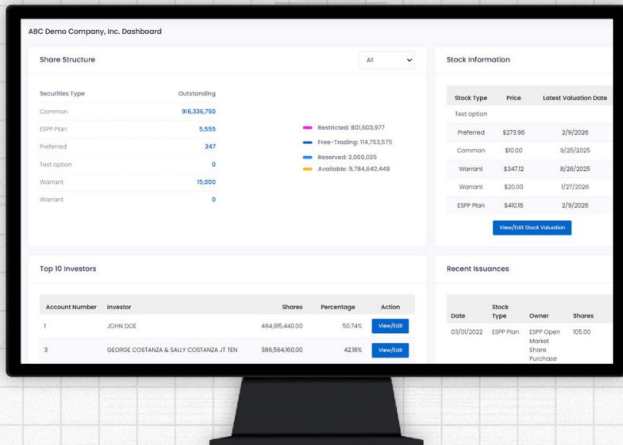 ABC Demo Company, Inc. Dashboard
Share Structure
All
Securities Type Outstanding
Common 916,336,750
ESPP Plan 5,555
Preferred 247
Test option 0
Warrant 15,000
Warrant 0
Restricted: 801,603,977
Free-Trading: 114,753,575
Reserved: 2,000,025
Available: 9,784,642,448
Stock Information
Stock Type Price Latest Valuation Date
Test option
Preferred $273.96 2/9/2026
Common $10.00 9/25/2025
Warrant $347.12 8/26/2025
Warrant $20.00 1/27/2026
ESPP Plan $410.16 2/9/2026
View/Edit Stock Valuation
Top 10 Investors
Account Number Investor Shares Percentage Action
1 JOHN DOE 464,915,440.00 50.74% View/Edit
3 GEORGE COSTANZA & SALLY COSTANZA JT TEN 386,564,160.00 42.18% View/Edit
Recent Issuances
Date Stock Type Owner Shares
03/01/2022 ESPP Plan ESPP Open 105.00
Market
Share
Purchase